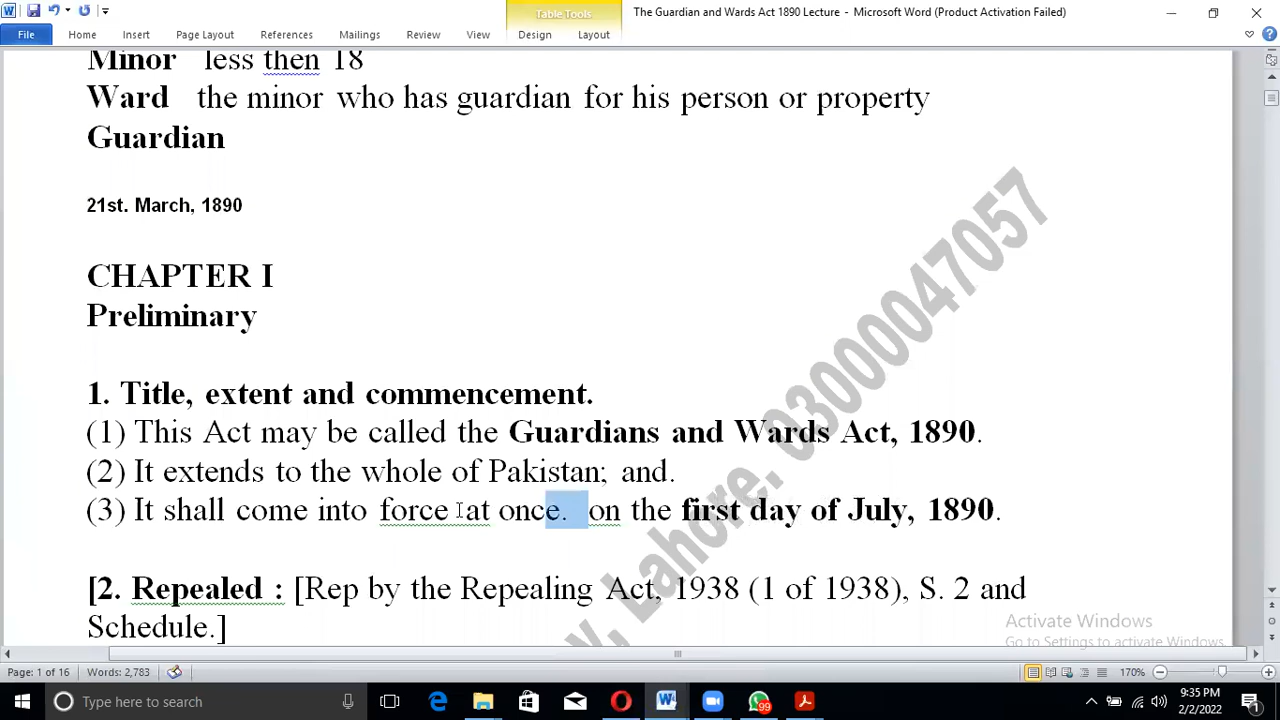 Table Tools
The Guardian and Wards Act 1890 Lecture - Microsoft Word (Product Activation Failed)
File Home Insert Page Layout References Mailings Review View Design Layout
Minor less then 18
Ward the minor who has guardian for his person or property
Guardian
21st. March, 1890
CHAPTER I
Preliminary
1. Title, extent and commencement.
(1) This Act may be called the Guardians and Wards Act, 1890.
(2) It extends to the whole of Pakistan; and.
(3) It shall come into force at once. on the first day of July, 1890.
[2. Repealed : [Rep by the Repealing Act, 1938 (1 of 1938), S. 2 and
Schedule.]
, Lahore. 03000047057
Activate Windows
Go to Settings to activate Windows.
Page: 1 of 16 Words: 2,783 170%
Type here to search
99
9:35 PM
2/2/2022